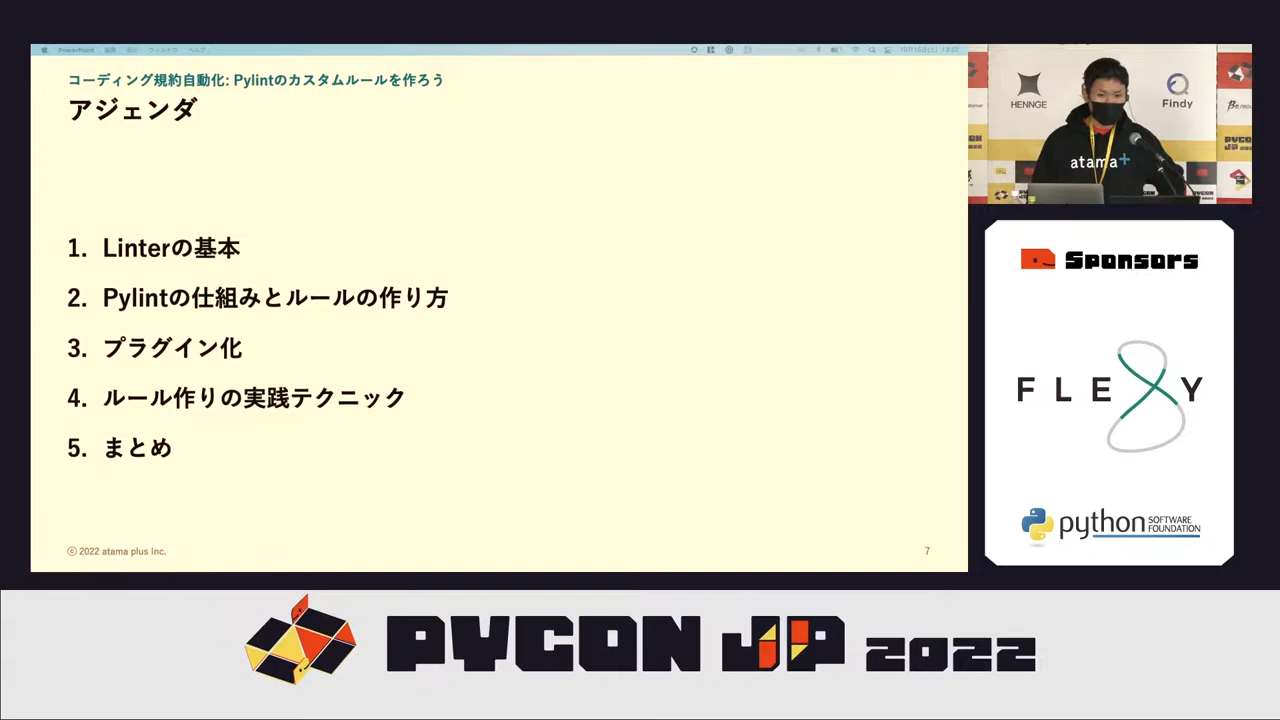 PowerPoint
コーディング規約自動化: Pylintのカスタムルールを作ろう
アジェンダ
1. Linterの基本
2. Pylintの仕組みとルールの作り方
3. プラグイン化
4. ルール作りの実践テクニック
5. まとめ
© 2022 atama plus Inc.
7
HENNGE
Findy
atama+
PYCON
JP 2022
Sponsors
FLEXY
python SOFTWARE FOUNDATION
PYCON JP 2022